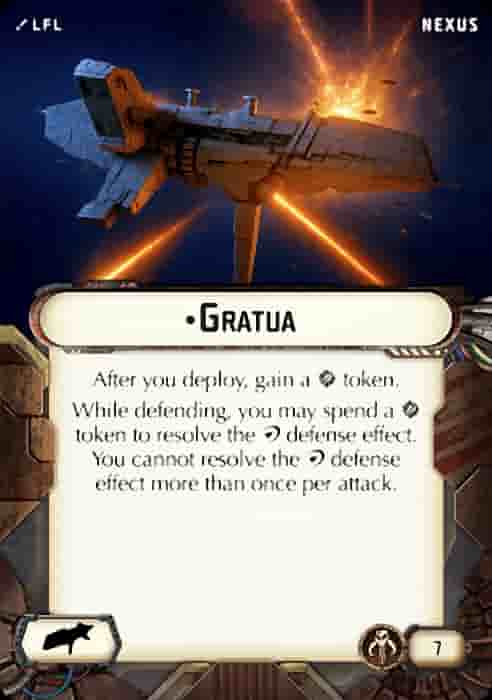 LFL
NEXUS
•GRATUA
After you deploy, gain a token.
While defending, you may spend a
token to resolve the defense effect.
You cannot resolve the defense
effect more than once per attack.
7